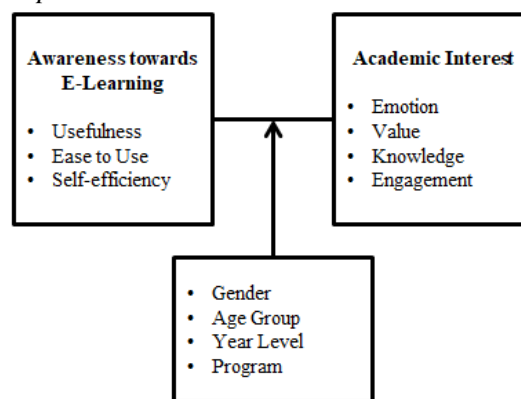 Awareness towards
E-Learning
• Usefulness
• Ease to Use
• Self-efficiency
Academic Interest
• Emotion
• Value
• Knowledge
• Engagement
• Gender
• Age Group
• Year Level
• Program